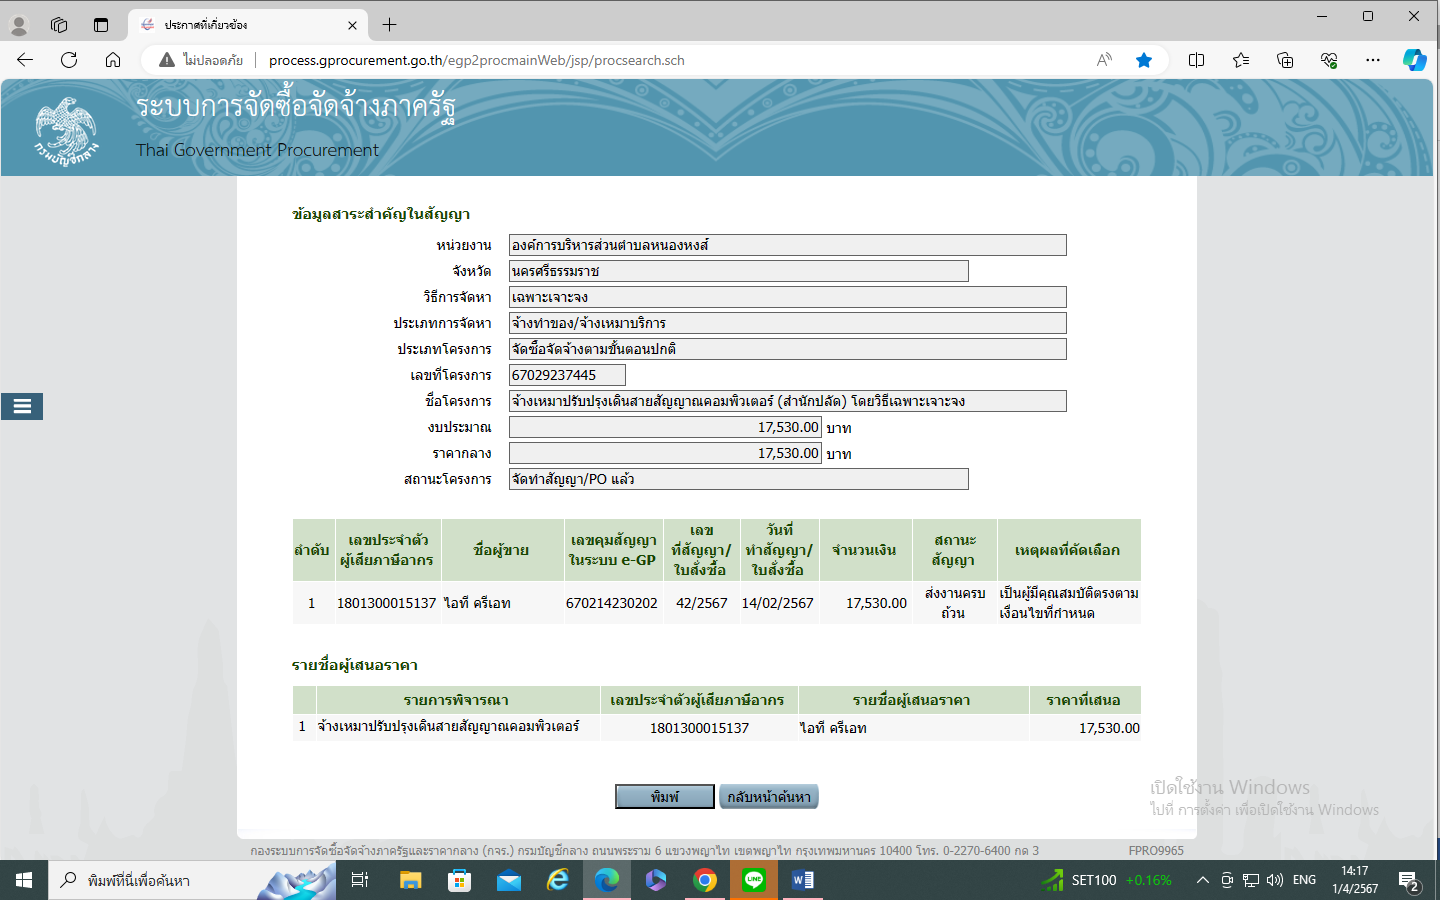 ประกาศที่เกี่ยวข้อง
ไม่ปลอดภัย
process.gprocurement.go.th/egp2procmainWeb/jsp/procsearch.sch
ระบบการจัดซื้อจัดจ้างภาครัฐ
Thai Government Procurement
กรมบัญชีกลาง
ข้อมูลสาระสำคัญในสัญญา
หน่วยงาน องค์การบริหารส่วนตำบลหนองหงส์
จังหวัด นครศรีธรรมราช
วิธีการจัดหา เฉพาะเจาะจง
ประเภทการจัดหา จ้างทำของ/จ้างเหมาบริการ
ประเภทโครงการ จัดซื้อจัดจ้างตามขั้นตอนปกติ
เลขที่โครงการ 67029237445
ชื่อโครงการ จ้างเหมาปรับปรุงเดินสายสัญญาณคอมพิวเตอร์ (สำนักปลัด) โดยวิธีเฉพาะเจาะจง
งบประมาณ 17,530.00 บาท
ราคากลาง 17,530.00 บาท
สถานะโครงการ จัดทำสัญญา/PO แล้ว
ลำดับ เลขประจำตัวผู้เสียภาษีอากร ชื่อผู้ขาย เลขคุมสัญญาในระบบ e-GP เลขที่สัญญา/ใบสั่งซื้อ วันที่ทำสัญญา/ใบสั่งซื้อ จำนวนเงิน สถานะสัญญา เหตุผลที่คัดเลือก
1 1801300015137 ไอที ครีเอท 670214230202 42/2567 14/02/2567 17,530.00 ส่งงานครบถ้วน เป็นผู้มีคุณสมบัติตรงตามเงื่อนไขที่กำหนด
รายชื่อผู้เสนอราคา
รายการพิจารณา เลขประจำตัวผู้เสียภาษีอากร รายชื่อผู้เสนอราคา ราคาที่เสนอ
1 จ้างเหมาปรับปรุงเดินสายสัญญาณคอมพิวเตอร์ 1801300015137 ไอที ครีเอท 17,530.00
พิมพ์ กลับหน้าค้นหา
เปิดใช้งาน Windows
ไปที่ การตั้งค่า เพื่อเปิดใช้งาน Windows
กองระบบการจัดซื้อจัดจ้างภาครัฐและราคากลาง (กจร.) กรมบัญชีกลาง ถนนพระราม 6 แขวงพญาไท เขตพญาไท กรุงเทพมหานคร 10400 โทร. 0-2270-6400 กด 3 FPRO9965
พิมพ์ที่นี่เพื่อค้นหา
LINE
SET100 +0.16%
ENG
14:17
1/4/2567
2